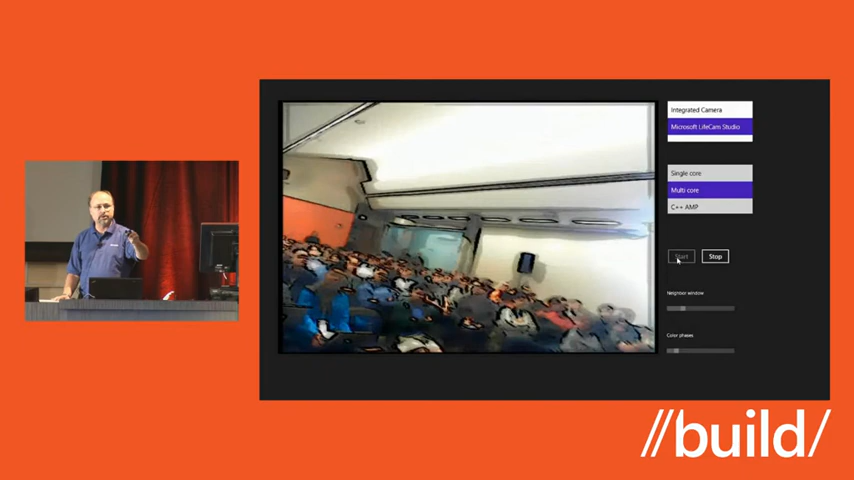 Integrated Camera
Microsoft LifeCam Studio
Single core
Multi core
C++ AMP
Start
Stop
Neighbor window
Color phases
//build/